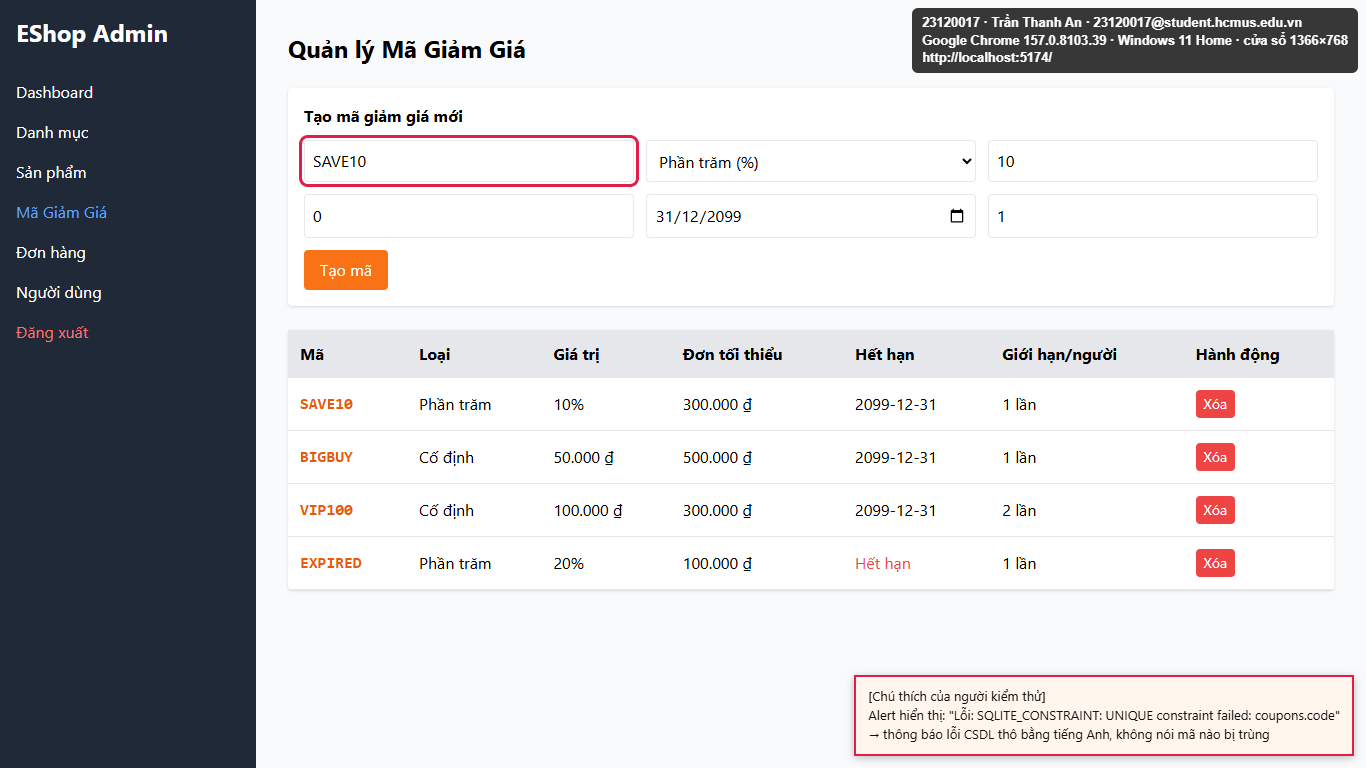 EShop Admin
Dashboard
Danh mục
Sản phẩm
Mã Giảm Giá
Đơn hàng
Người dùng
Đăng xuất
23120017 · Trần Thanh An · 23120017@student.hcmus.edu.vn
Google Chrome 157.0.8103.39 · Windows 11 Home · cửa sổ 1366×768
http://localhost:5174/
Quản lý Mã Giảm Giá
Tạo mã giảm giá mới
SAVE10 Phần trăm (%) 10
0 31/12/2099 1
Tạo mã
Mã Loại Giá trị Đơn tối thiểu Hết hạn Giới hạn/người Hành động
SAVE10 Phần trăm 10% 300.000 ₫ 2099-12-31 1 lần Xóa
BIGBUY Cố định 50.000 ₫ 500.000 ₫ 2099-12-31 1 lần Xóa
VIP100 Cố định 100.000 ₫ 300.000 ₫ 2099-12-31 2 lần Xóa
EXPIRED Phần trăm 20% 100.000 ₫ Hết hạn 1 lần Xóa
[Chú thích của người kiểm thử]
Alert hiển thị: "Lỗi: SQLITE_CONSTRAINT: UNIQUE constraint failed: coupons.code"
→ thông báo lỗi CSDL thô bằng tiếng Anh, không nói mã nào bị trùng